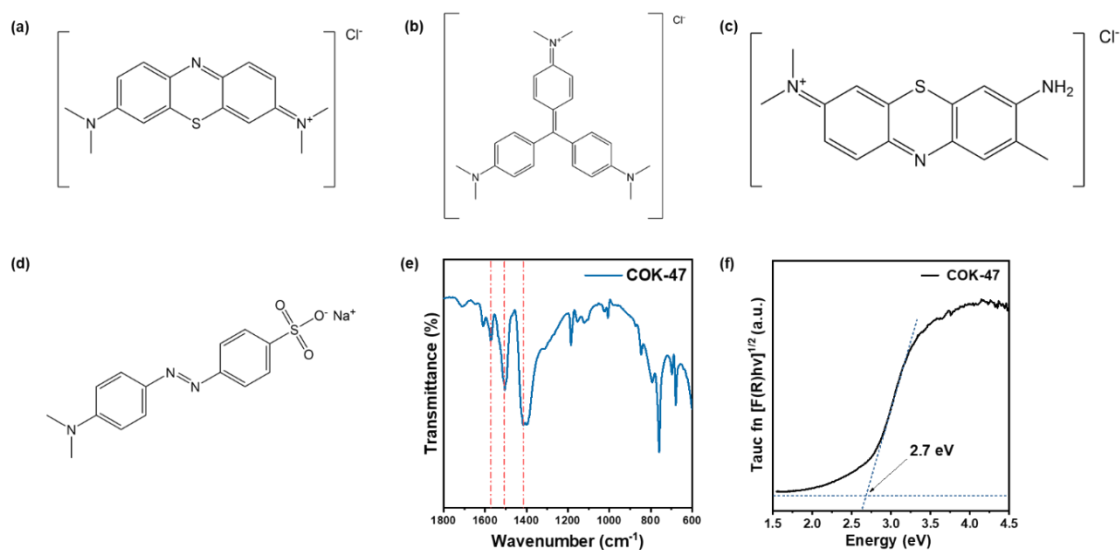 (a)
Cl⁻
N
N
S
N⁺
(b)
Cl⁻
N⁺
N
N
(c)
Cl⁻
N⁺
S
NH₂
N
(d)
O
S
O⁻ Na⁺
O
N
N
N
(e)
COK-47
Transmittance (%)
1800 1600 1400 1200 1000 800 600
Wavenumber (cm⁻¹)
(f)
COK-47
Tauc fn [F(R)hv]^1/2 (a.u.)
2.7 eV
1.5 2.0 2.5 3.0 3.5 4.0 4.5
Energy (eV)